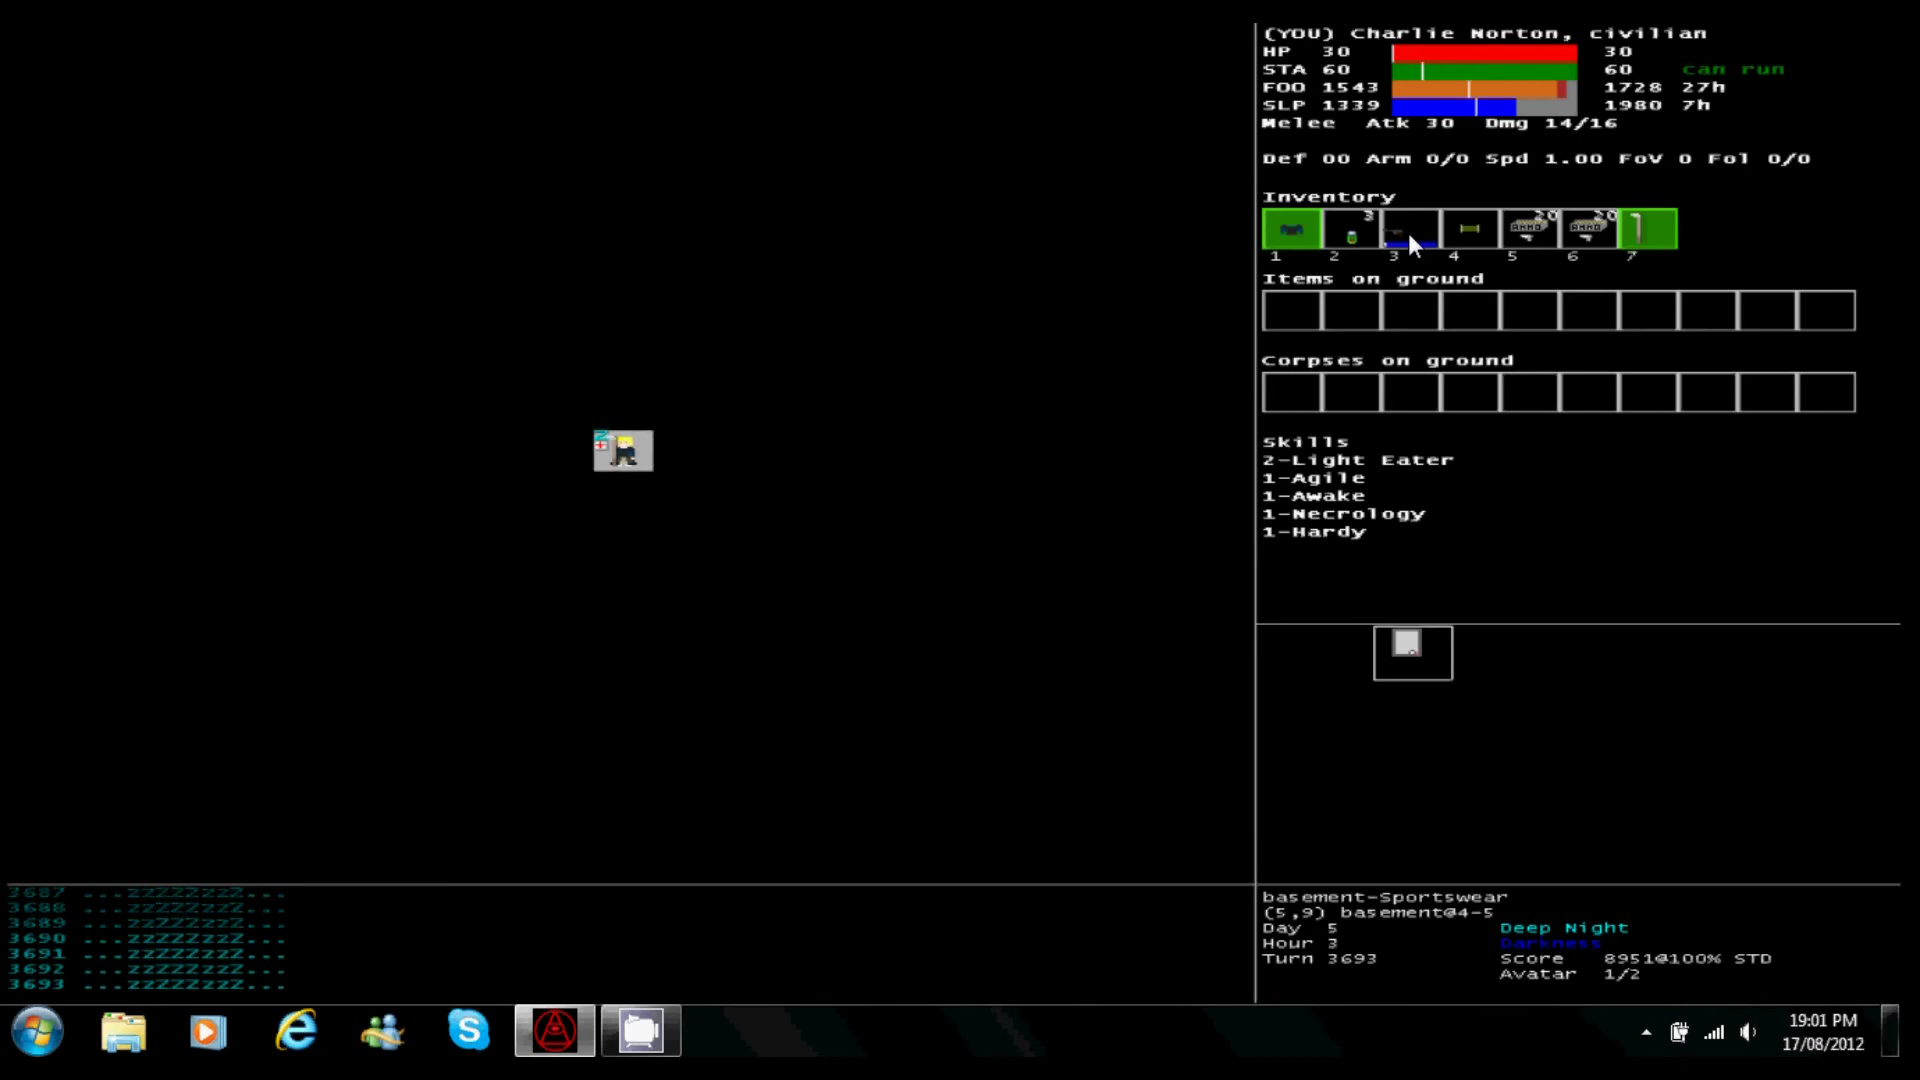 (YOU) Charlie Norton, civilian
HP 30 30
STA 60 60 can run
FOO 1543 1728 27h
SLP 1339 1980 7h
Melee Atk 30 Dmg 14/16
Def 00 Arm 0/0 Spd 1.00 FoV 0 Fol 0/0
Inventory
3 20 20
AMMO AMMO
1 2 3 4 5 6 7
Items on ground
Corpses on ground
Skills
2-Light Eater
1-Agile
1-Awake
1-Necrology
1-Hardy
3687 ...zzZZZzzZ...
3688 ...zzZZZzzZ...
3689 ...zzZZZzzZ...
3690 ...zzZZZzzZ...
3691 ...zzZZZzzZ...
3692 ...zzZZZzzZ...
3693 ...zzZZZzzZ...
basement-Sportswear
(5,9) basement@4-5
Day 5 Deep Night
Hour 3 Darkness
Turn 3693 Score 8951@100% STD
Avatar 1/2
19:01 PM
17/08/2012